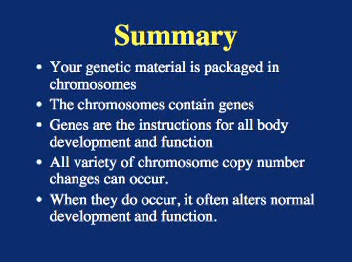 Summary
• Your genetic material is packaged in
chromosomes
• The chromosomes contain genes
• Genes are the instructions for all body
development and function
• All variety of chromosome copy number
changes can occur.
• When they do occur, it often alters normal
development and function.